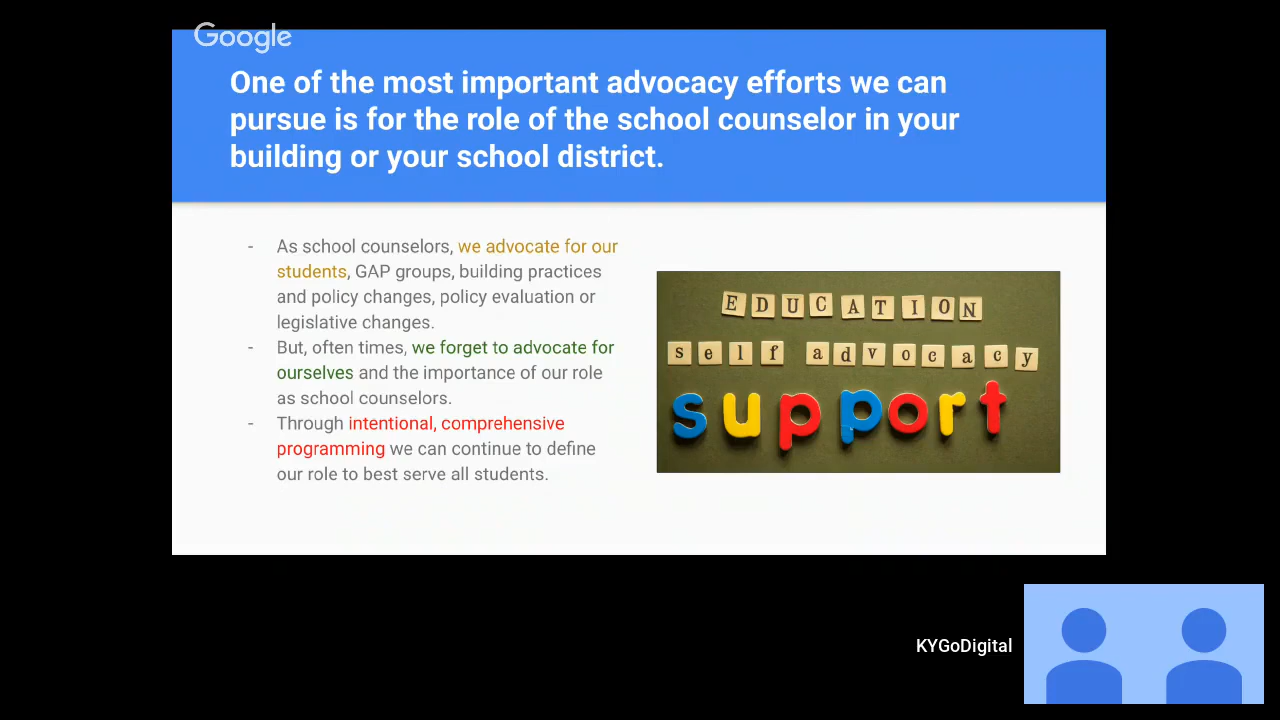 Google
One of the most important advocacy efforts we can
pursue is for the role of the school counselor in your
building or your school district.
- As school counselors, we advocate for our
students, GAP groups, building practices
and policy changes, policy evaluation or
legislative changes.
- But, often times, we forget to advocate for
ourselves and the importance of our role
as school counselors.
- Through intentional, comprehensive
programming we can continue to define
our role to best serve all students.
EDUCATION
self advocacy
support
KYGoDigital